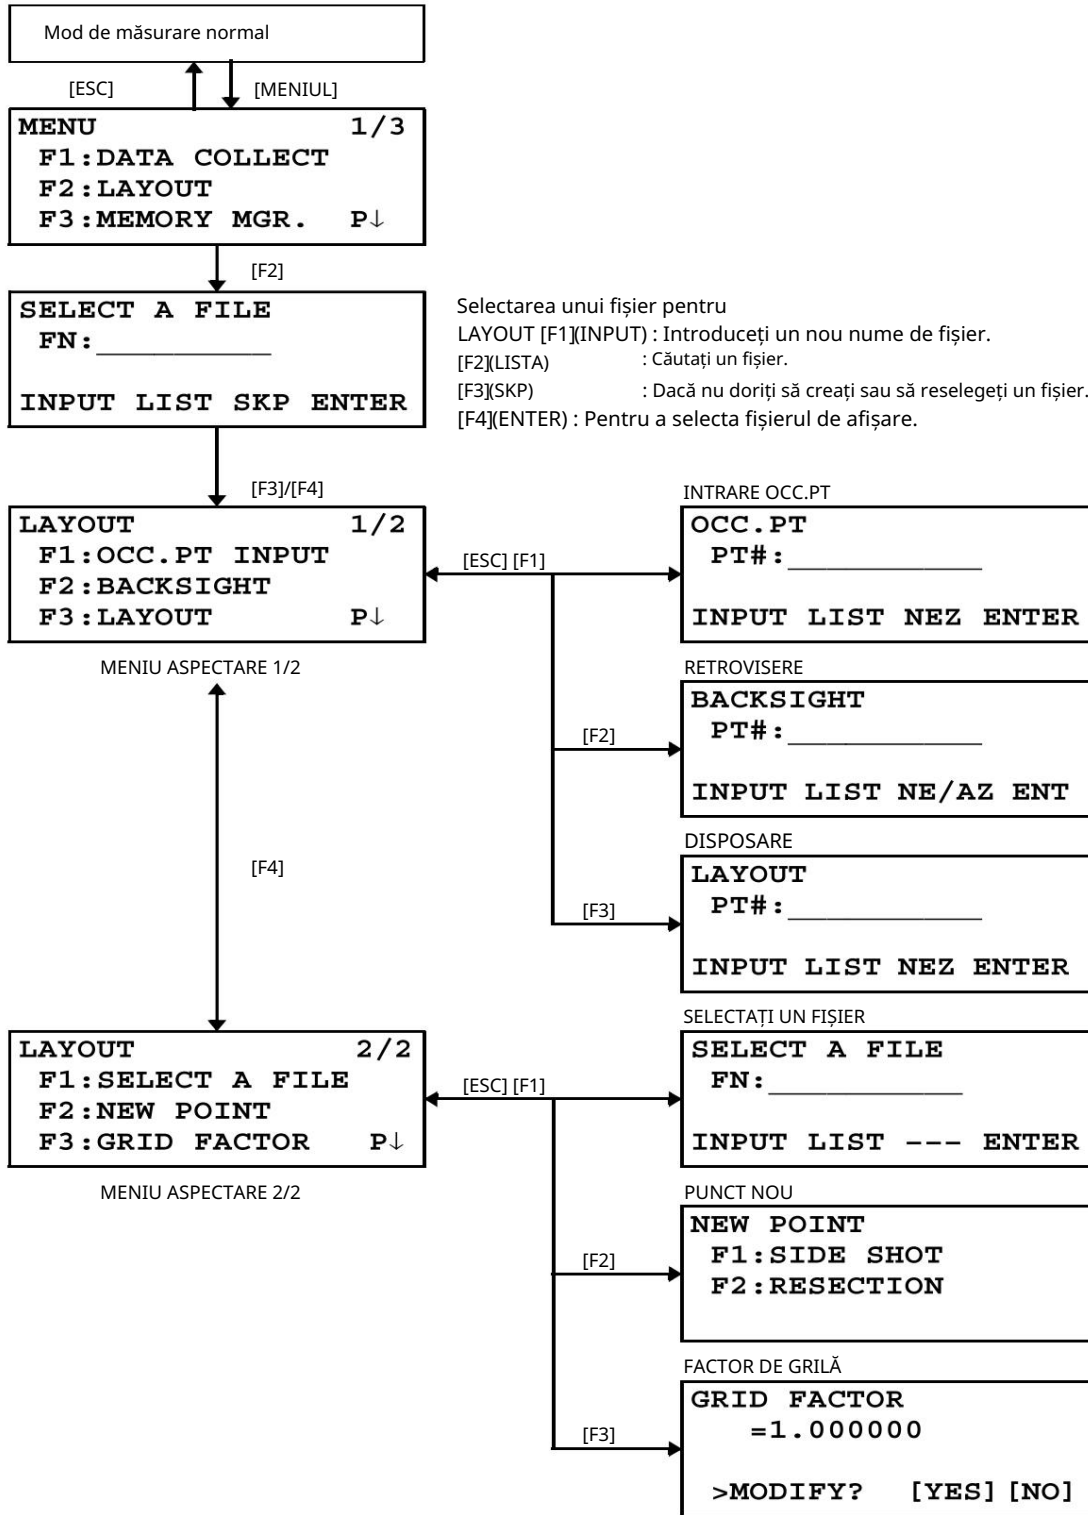 Mod de măsurare normal
[ESC] [MENIUL]
MENU 1/3
F1:DATA COLLECT
F2:LAYOUT
F3:MEMORY MGR. P↓
[F2]
SELECT A FILE
FN:_________
INPUT LIST SKP ENTER
Selectarea unui fișier pentru
LAYOUT [F1](INPUT) : Introduceți un nou nume de fișier.
[F2](LISTA) : Căutați un fișier.
[F3](SKP) : Dacă nu doriți să creați sau să reselegeți un fișier.
[F4](ENTER) : Pentru a selecta fișierul de afișare.
[F3]/[F4]
LAYOUT 1/2
F1:OCC.PT INPUT
F2:BACKSIGHT
F3:LAYOUT P↓
MENIU ASPECTARE 1/2
[ESC] [F1]
INTRARE OCC.PT
OCC.PT
PT#:__________
INPUT LIST NEZ ENTER
[F2]
RETROVISERE
BACKSIGHT
PT#:__________
INPUT LIST NE/AZ ENT
[F3]
DISPOSARE
LAYOUT
PT#:__________
INPUT LIST NEZ ENTER
[F4]
LAYOUT 2/2
F1:SELECT A FILE
F2:NEW POINT
F3:GRID FACTOR P↓
MENIU ASPECTARE 2/2
[ESC] [F1]
SELECTAȚI UN FIȘIER
SELECT A FILE
FN:__________
INPUT LIST --- ENTER
[F2]
PUNCT NOU
NEW POINT
F1:SIDE SHOT
F2:RESECTION
[F3]
FACTOR DE GRILĂ
GRID FACTOR
=1.000000
>MODIFY? [YES] [NO]